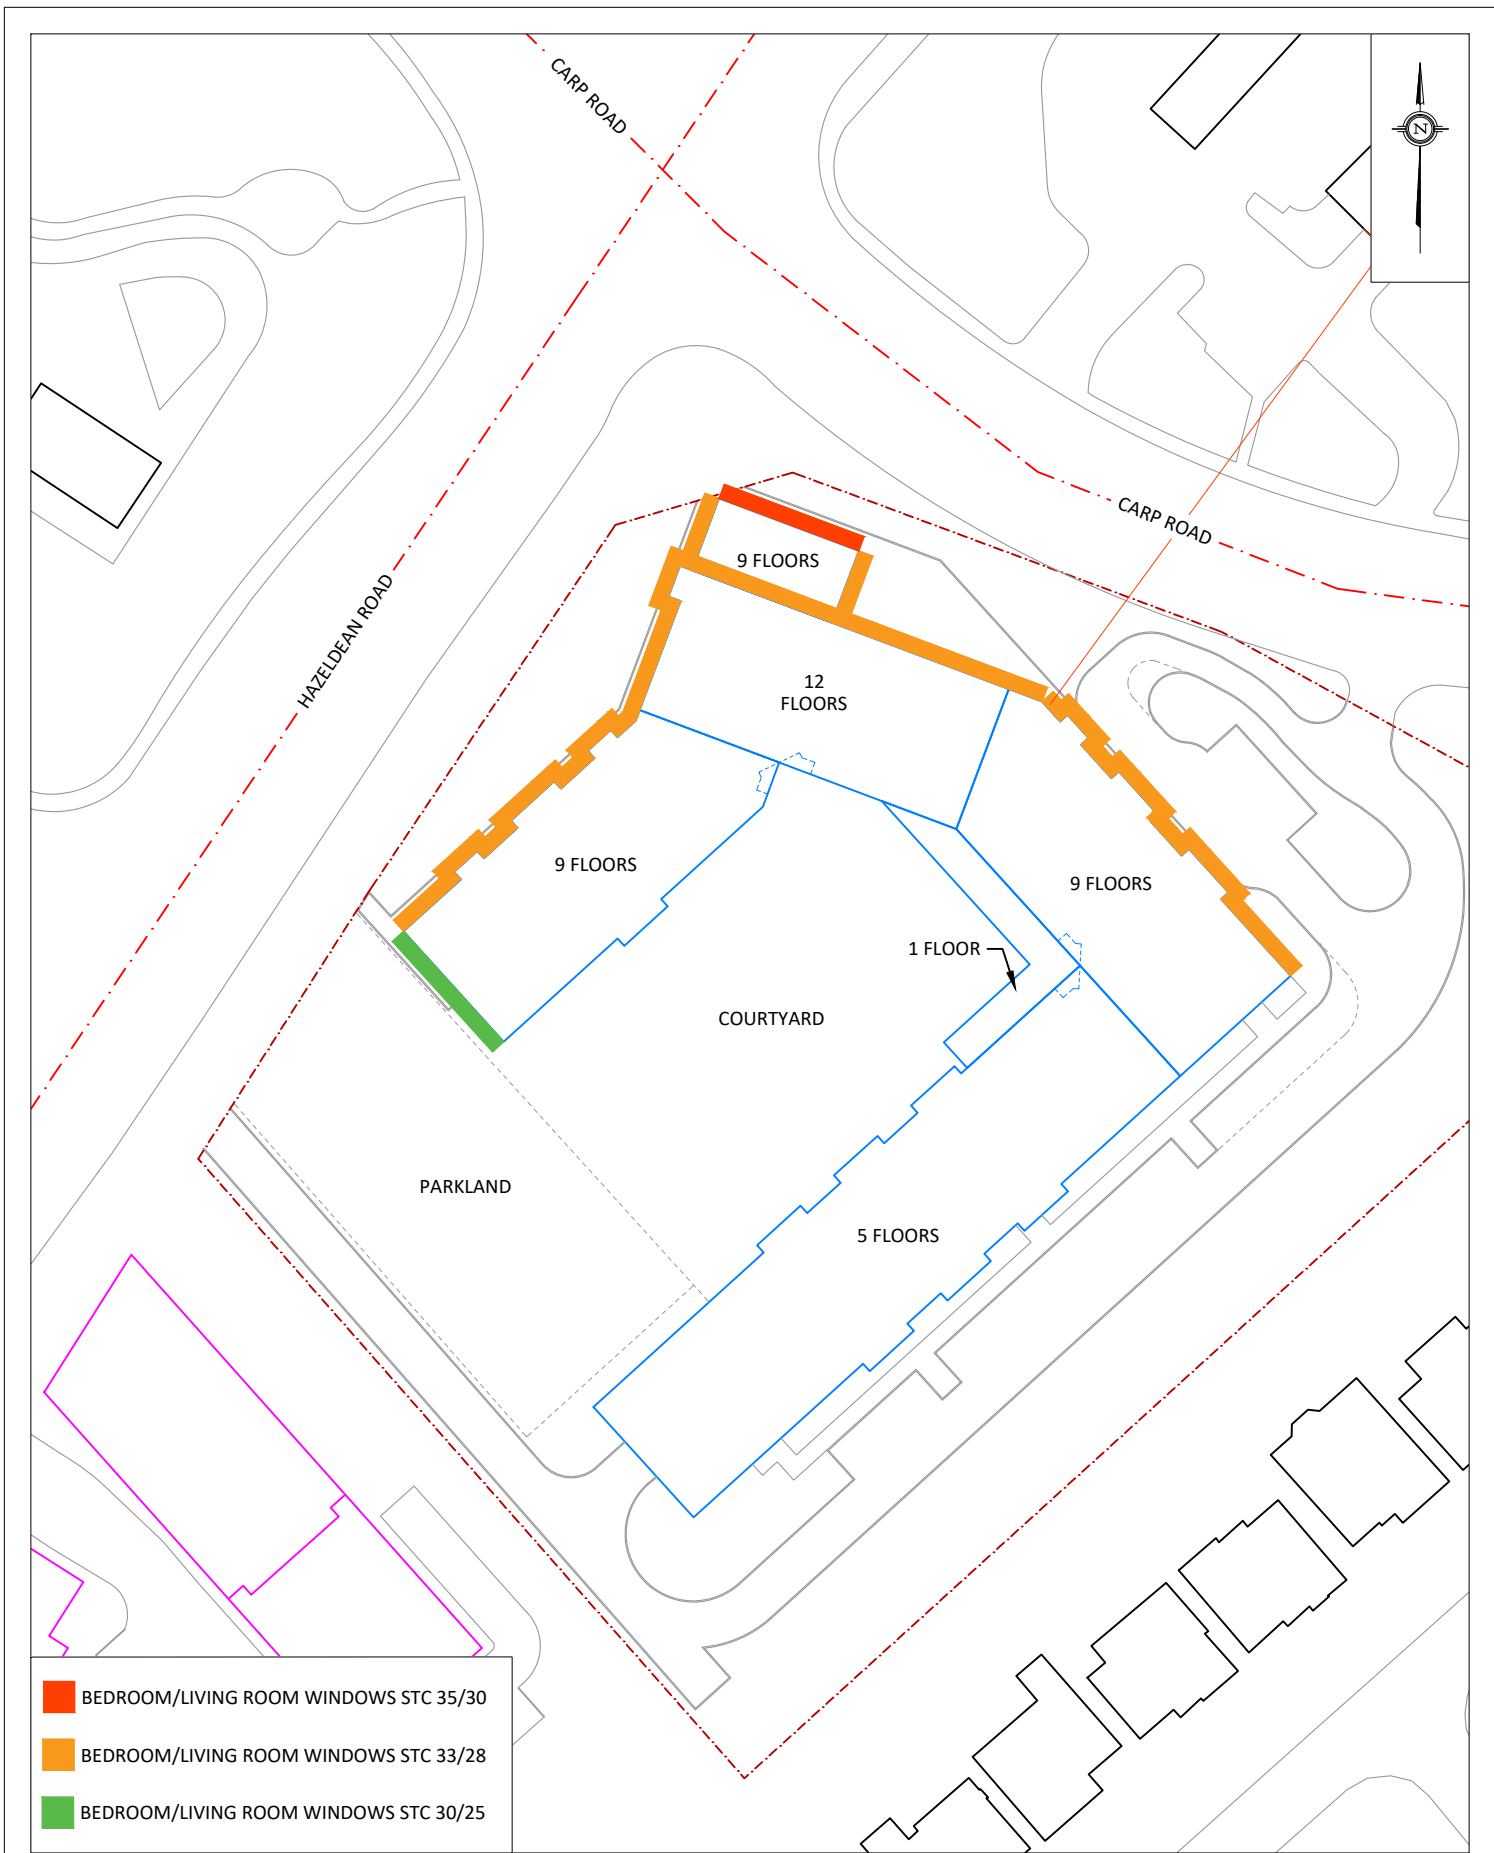 CARP ROAD
N
HAZELDEAN ROAD
CARP ROAD
9 FLOORS
12
FLOORS
9 FLOORS
9 FLOORS
1 FLOOR
COURTYARD
PARKLAND
5 FLOORS
BEDROOM/LIVING ROOM WINDOWS STC 35/30
BEDROOM/LIVING ROOM WINDOWS STC 33/28
BEDROOM/LIVING ROOM WINDOWS STC 30/25